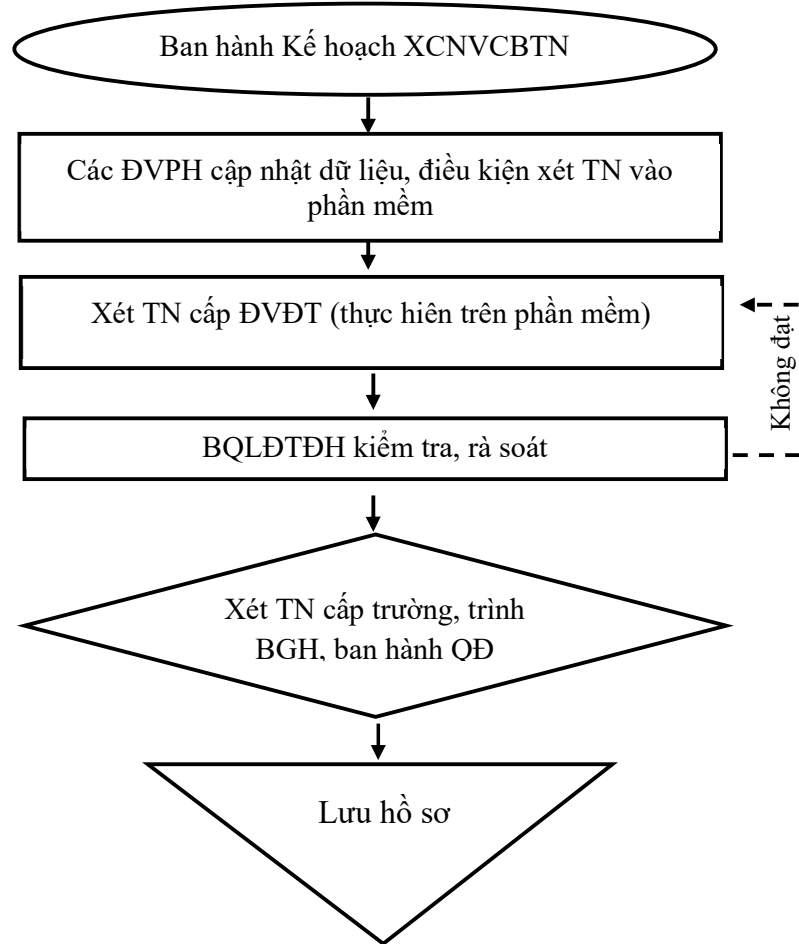 Ban hành Kế hoạch XCNVCBTN
Các ĐVPH cập nhật dữ liệu, điều kiện xét TN vào
phần mềm
Xét TN cấp ĐVĐT (thực hiên trên phần mềm)
Không đạt
BQLĐTĐH kiểm tra, rà soát
Xét TN cấp trường, trình
BGH, ban hành QĐ
Lưu hồ sơ